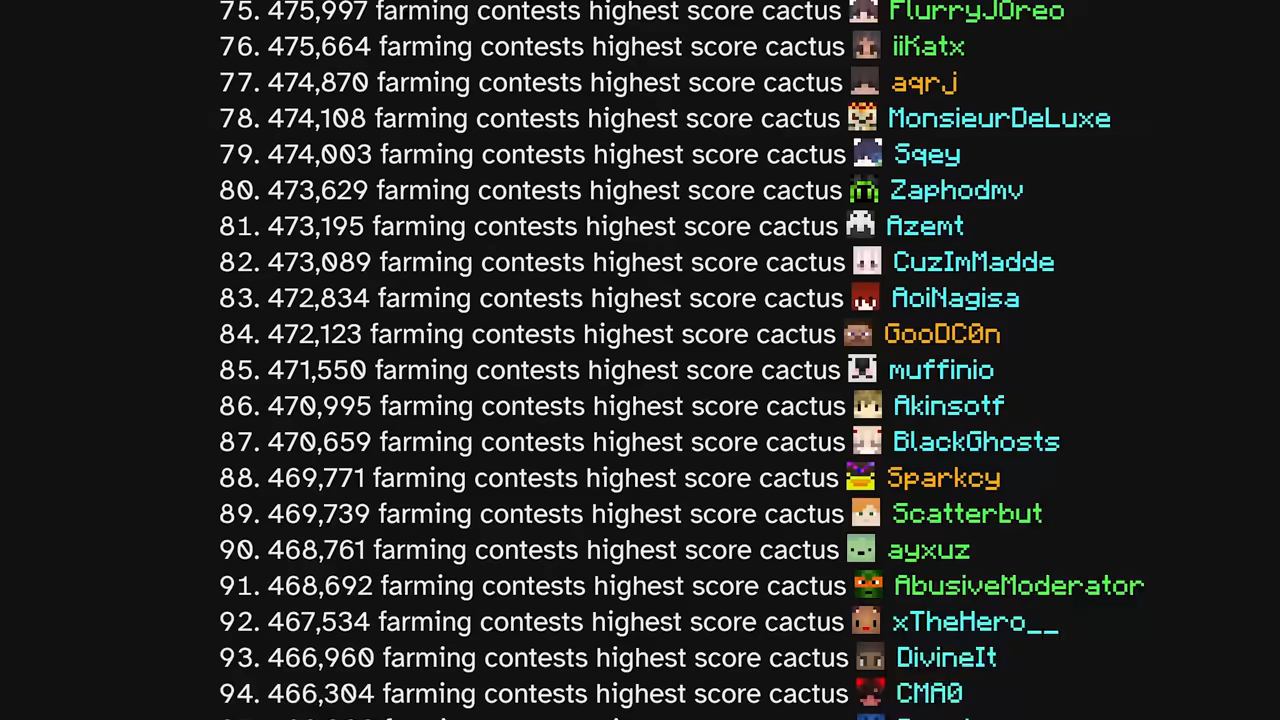 75. 475,997 farming contests highest score cactus FlurryJOreo
76. 475,664 farming contests highest score cactus iiKatx
77. 474,870 farming contests highest score cactus aqrj
78. 474,108 farming contests highest score cactus MonsieurDeLuxe
79. 474,003 farming contests highest score cactus Sqey
80. 473,629 farming contests highest score cactus Zaphodmv
81. 473,195 farming contests highest score cactus Azemt
82. 473,089 farming contests highest score cactus CuzImMadde
83. 472,834 farming contests highest score cactus AoiNagisa
84. 472,123 farming contests highest score cactus GooDC0n
85. 471,550 farming contests highest score cactus muffinio
86. 470,995 farming contests highest score cactus Akinsotf
87. 470,659 farming contests highest score cactus BlackGhosts
88. 469,771 farming contests highest score cactus Sparkcy
89. 469,739 farming contests highest score cactus Scatterbut
90. 468,761 farming contests highest score cactus ayxuz
91. 468,692 farming contests highest score cactus AbusiveModerator
92. 467,534 farming contests highest score cactus xTheHero__
93. 466,960 farming contests highest score cactus DivineIt
94. 466,304 farming contests highest score cactus CMA0